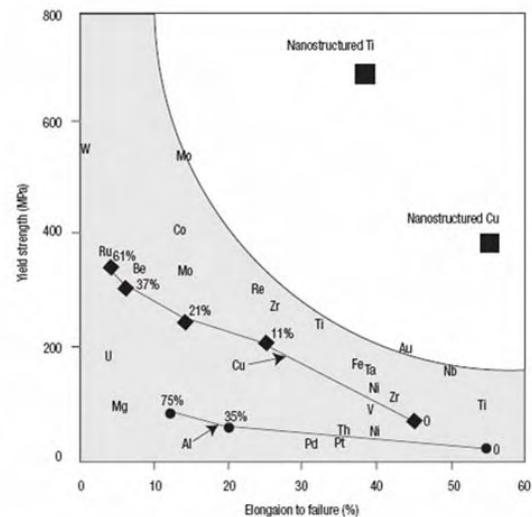 800
600
400
200
0
Yield strength (MPa)
Nanostructured Ti
Nanostructured Cu
W
Mo
Co
Ru
61%
Be
37%
Mo
Re
Zr
21%
Ti
11%
Au
Cu
Fe
Ta
Nb
U
Ni
Zr
Mg
75%
35%
V
Ti
Al
Th
Ni
0
Pd
Pt
0
0
10
20
30
40
50
60
Elongaion to failure (%)